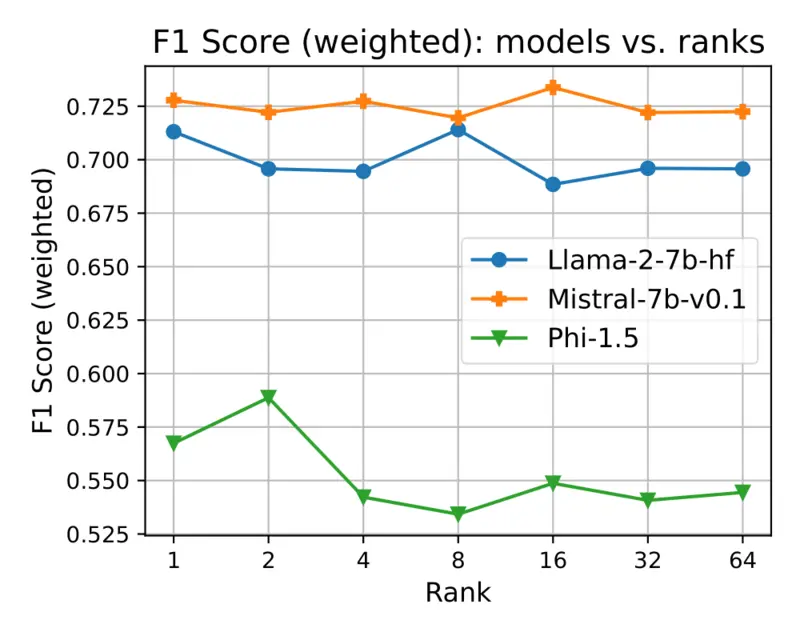 F1 Score (weighted): models vs. ranks
F1 Score (weighted)
0.725
0.700
0.675
0.650
0.625
0.600
0.575
0.550
0.525
Llama-2-7b-hf
Mistral-7b-v0.1
Phi-1.5
1 2 4 8 16 32 64
Rank